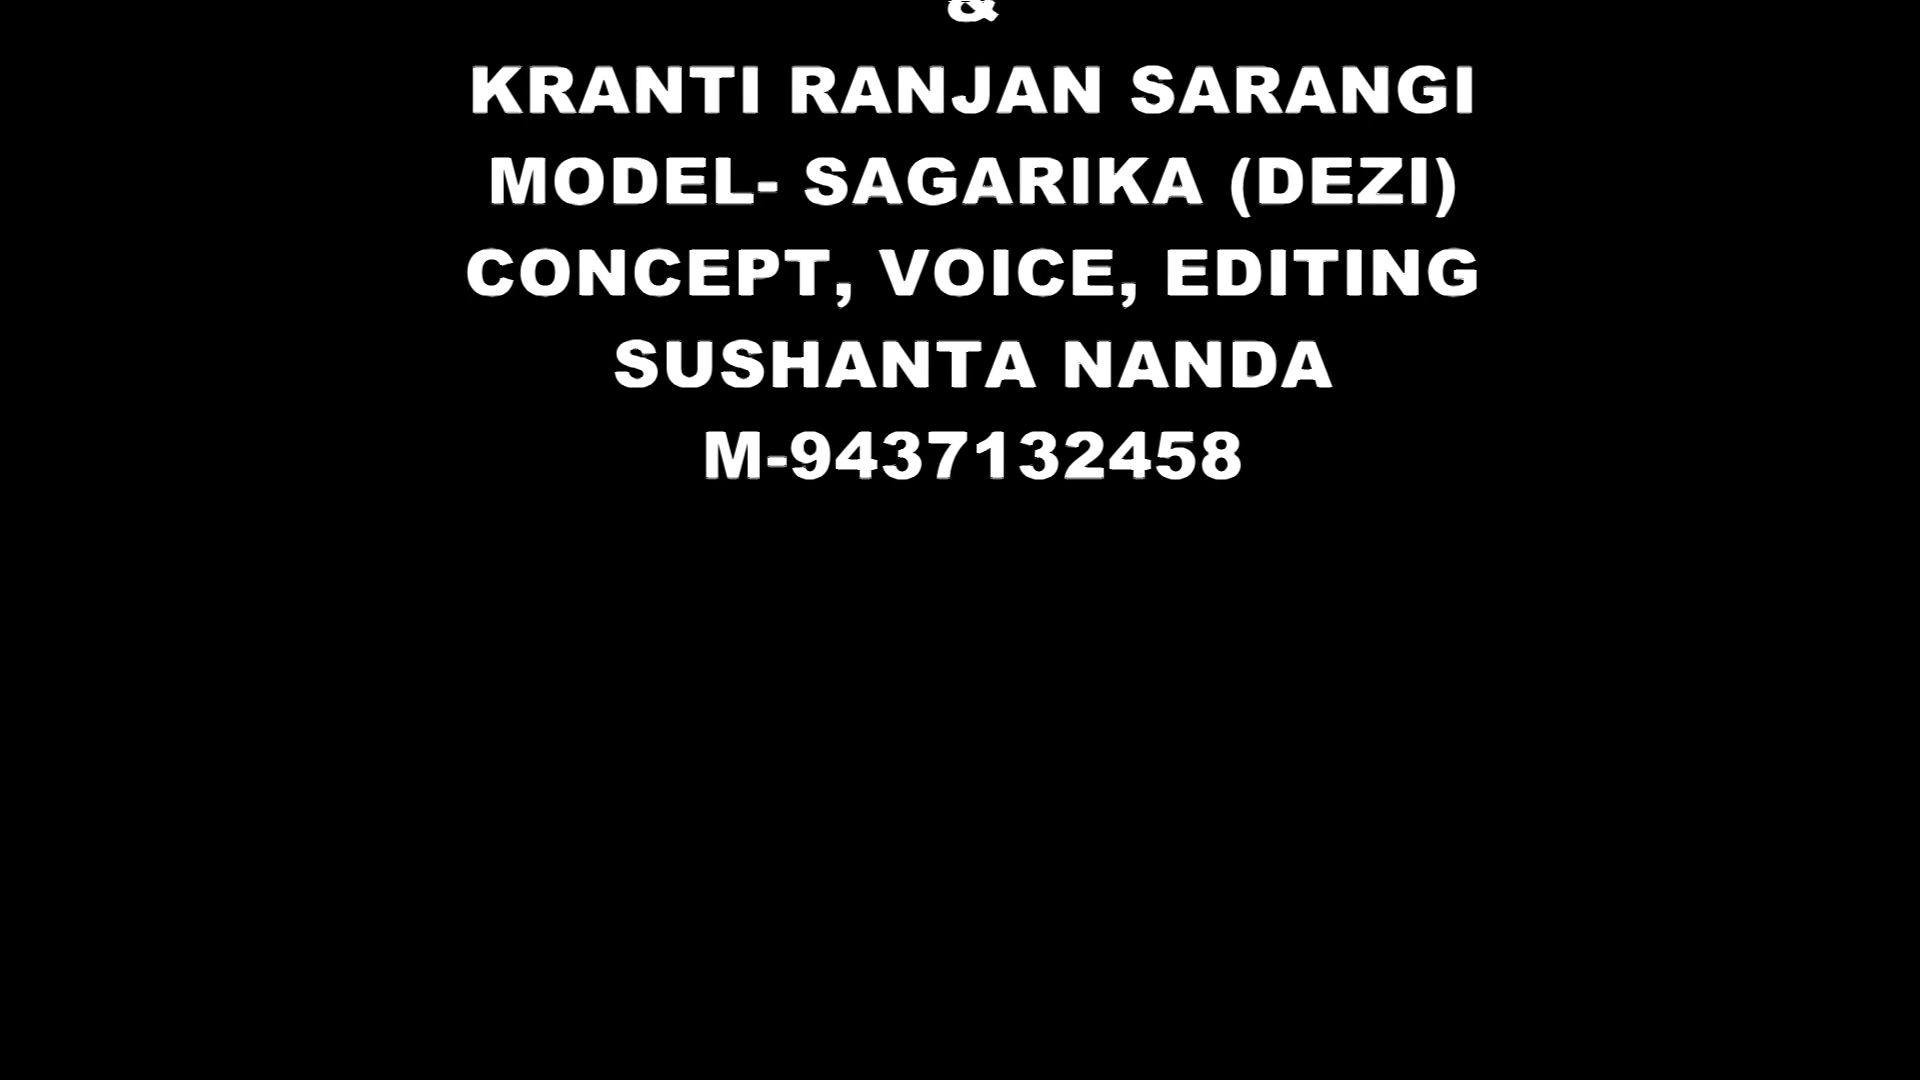 &
KRANTI RANJAN SARANGI
MODEL- SAGARIKA (DEZI)
CONCEPT, VOICE, EDITING
SUSHANTA NANDA
M-9437132458